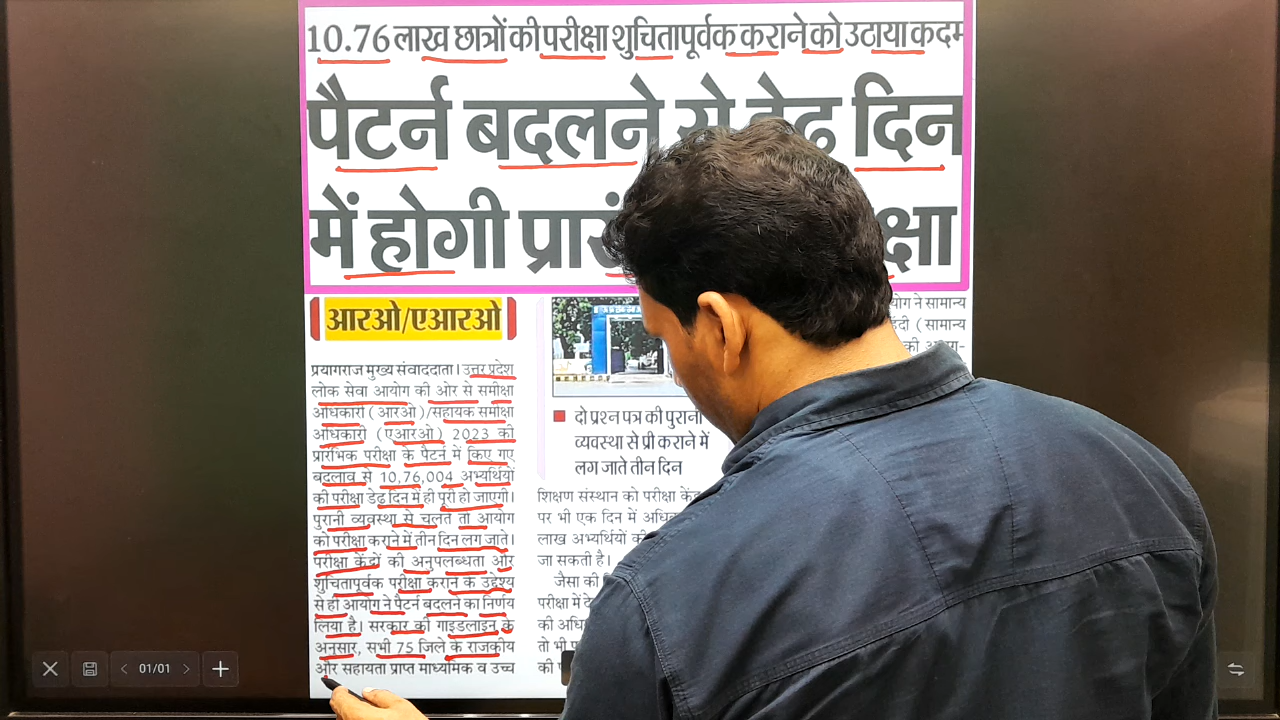 10.76 लाख छात्रों की परीक्षा शुचितापूर्वक कराने को उठाया कदम
पैटर्न बदलने से डेढ़ दिन
में होगी
आरओ/एआरओ
प्रयागराज मुख्य संवाददाता। उत्तर प्रदेश
लोक सेवा आयोग की ओर से समीक्षा
अधिकारी (आरओ)/सहायक समीक्षा
अधिकारी (एआरओ) 2023 की
प्रारंभिक परीक्षा के पैटर्न में किए गए
बदलाव से 10,76,004 अभ्यर्थियों
की परीक्षा डेढ़ दिन में ही पूरी हो जाएगी।
पुरानी व्यवस्था से चलते तो आयोग
को परीक्षा कराने में तीन दिन लग जाते।
परीक्षा केंद्रों की अनुपलब्धता और
शुचितापूर्वक परीक्षा कराने के उद्देश्य
से ही आयोग ने पैटर्न बदलने का निर्णय
लिया है। सरकार की गाइडलाइन के
अनुसार, सभी 75 जिले के राजकीय
और सहायता प्राप्त माध्यमिक व उच्च
दो प्रश्न पत्र की पुरानी
व्यवस्था से प्री कराने में
लग जाते तीन दिन
शिक्षण संस्थान को परीक्षा
पर भी एक दिन में
लाख अभ्यर्थियों की
जा सकती है।
जैसा की
परीक्षा में
की
तो भी
की
ने सामान्य
(सामान्य
की
01/01